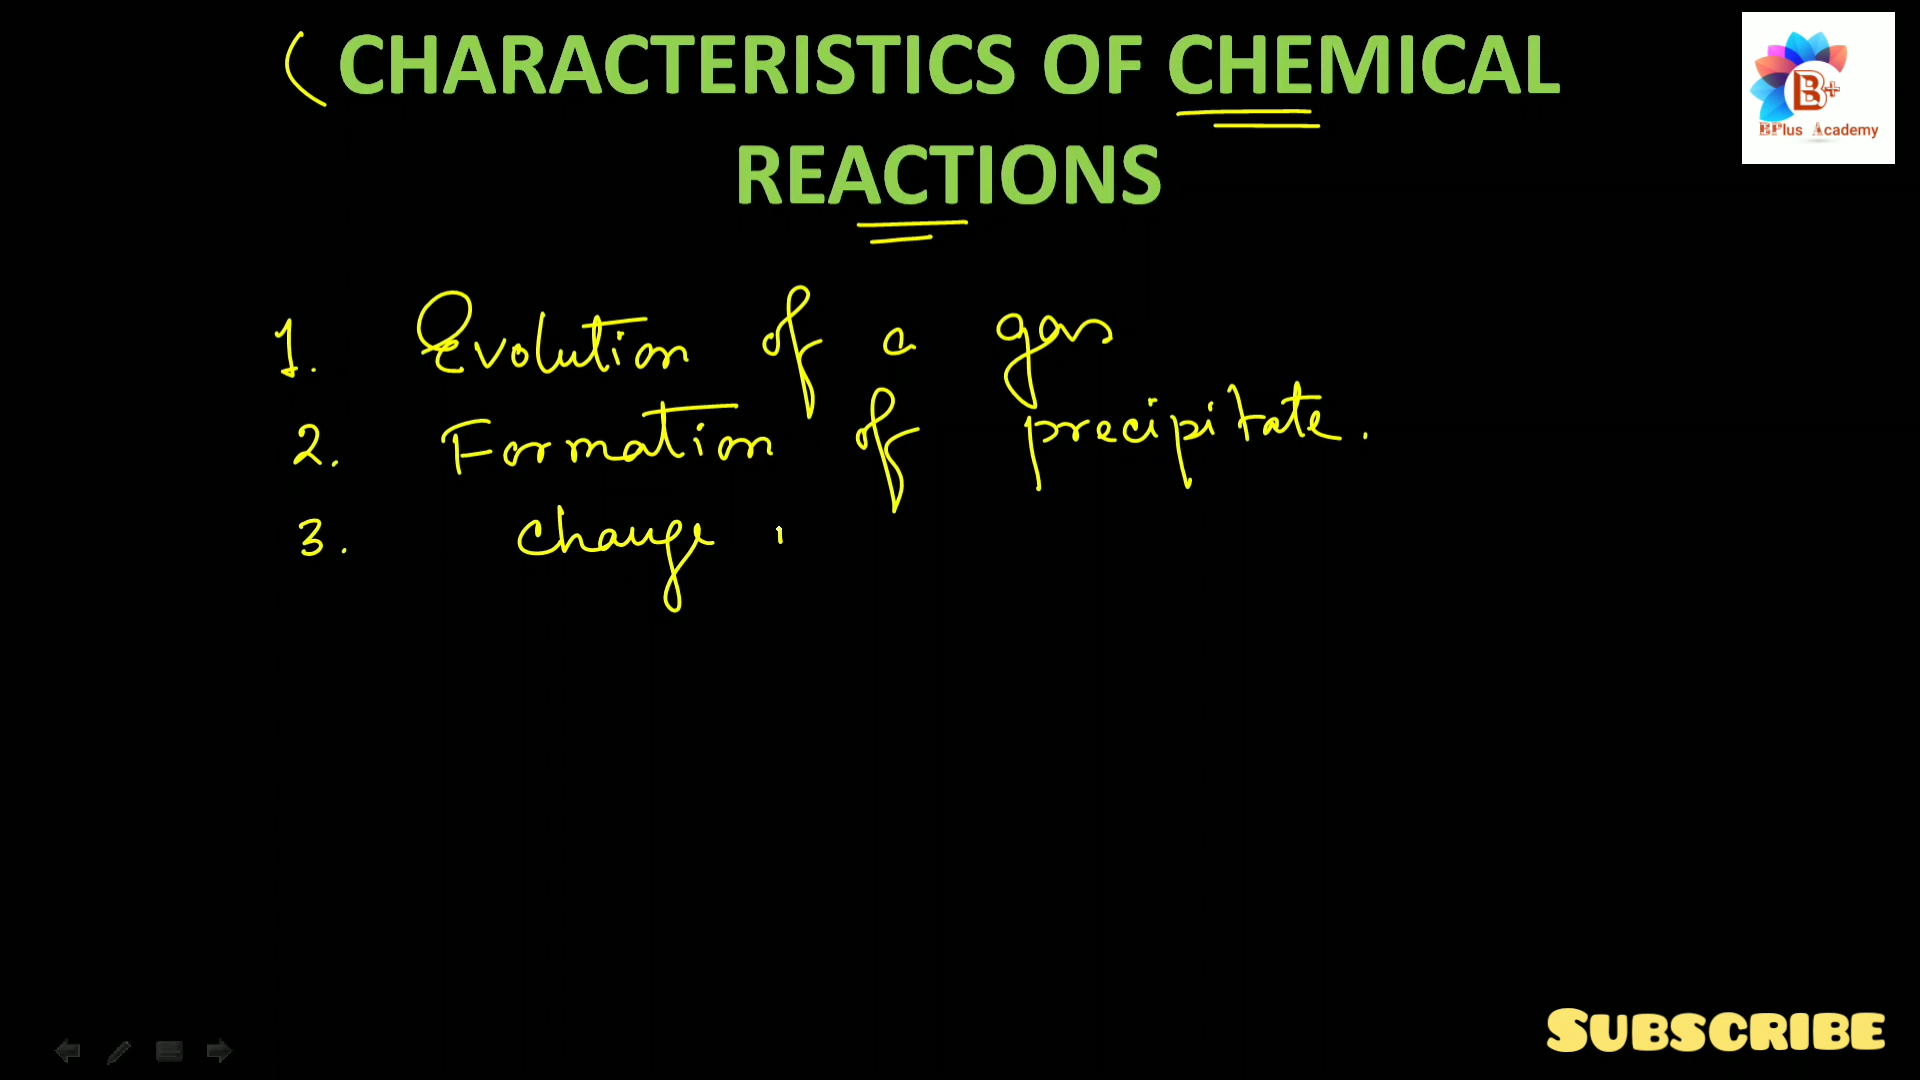 CHARACTERISTICS OF CHEMICAL
REACTIONS
B+
BPlus Academy
1. Evolution of a gas
2. Formation of precipitate.
3. change
SUBSCRIBE